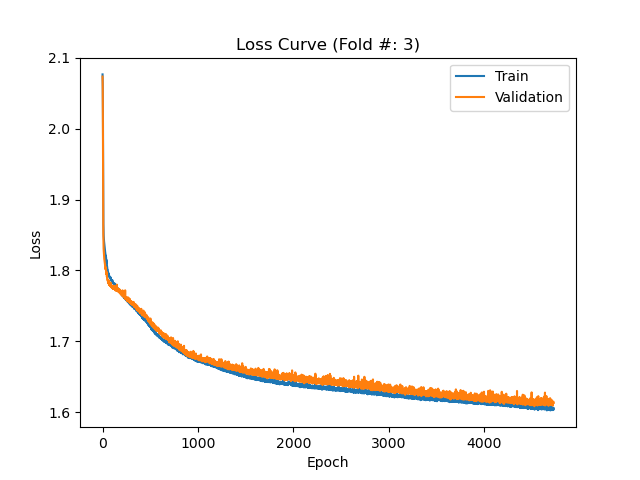 Loss Curve (Fold #: 3)
Train
Validation
2.1
2.0
1.9
1.8
1.7
1.6
Loss
0 1000 2000 3000 4000
Epoch